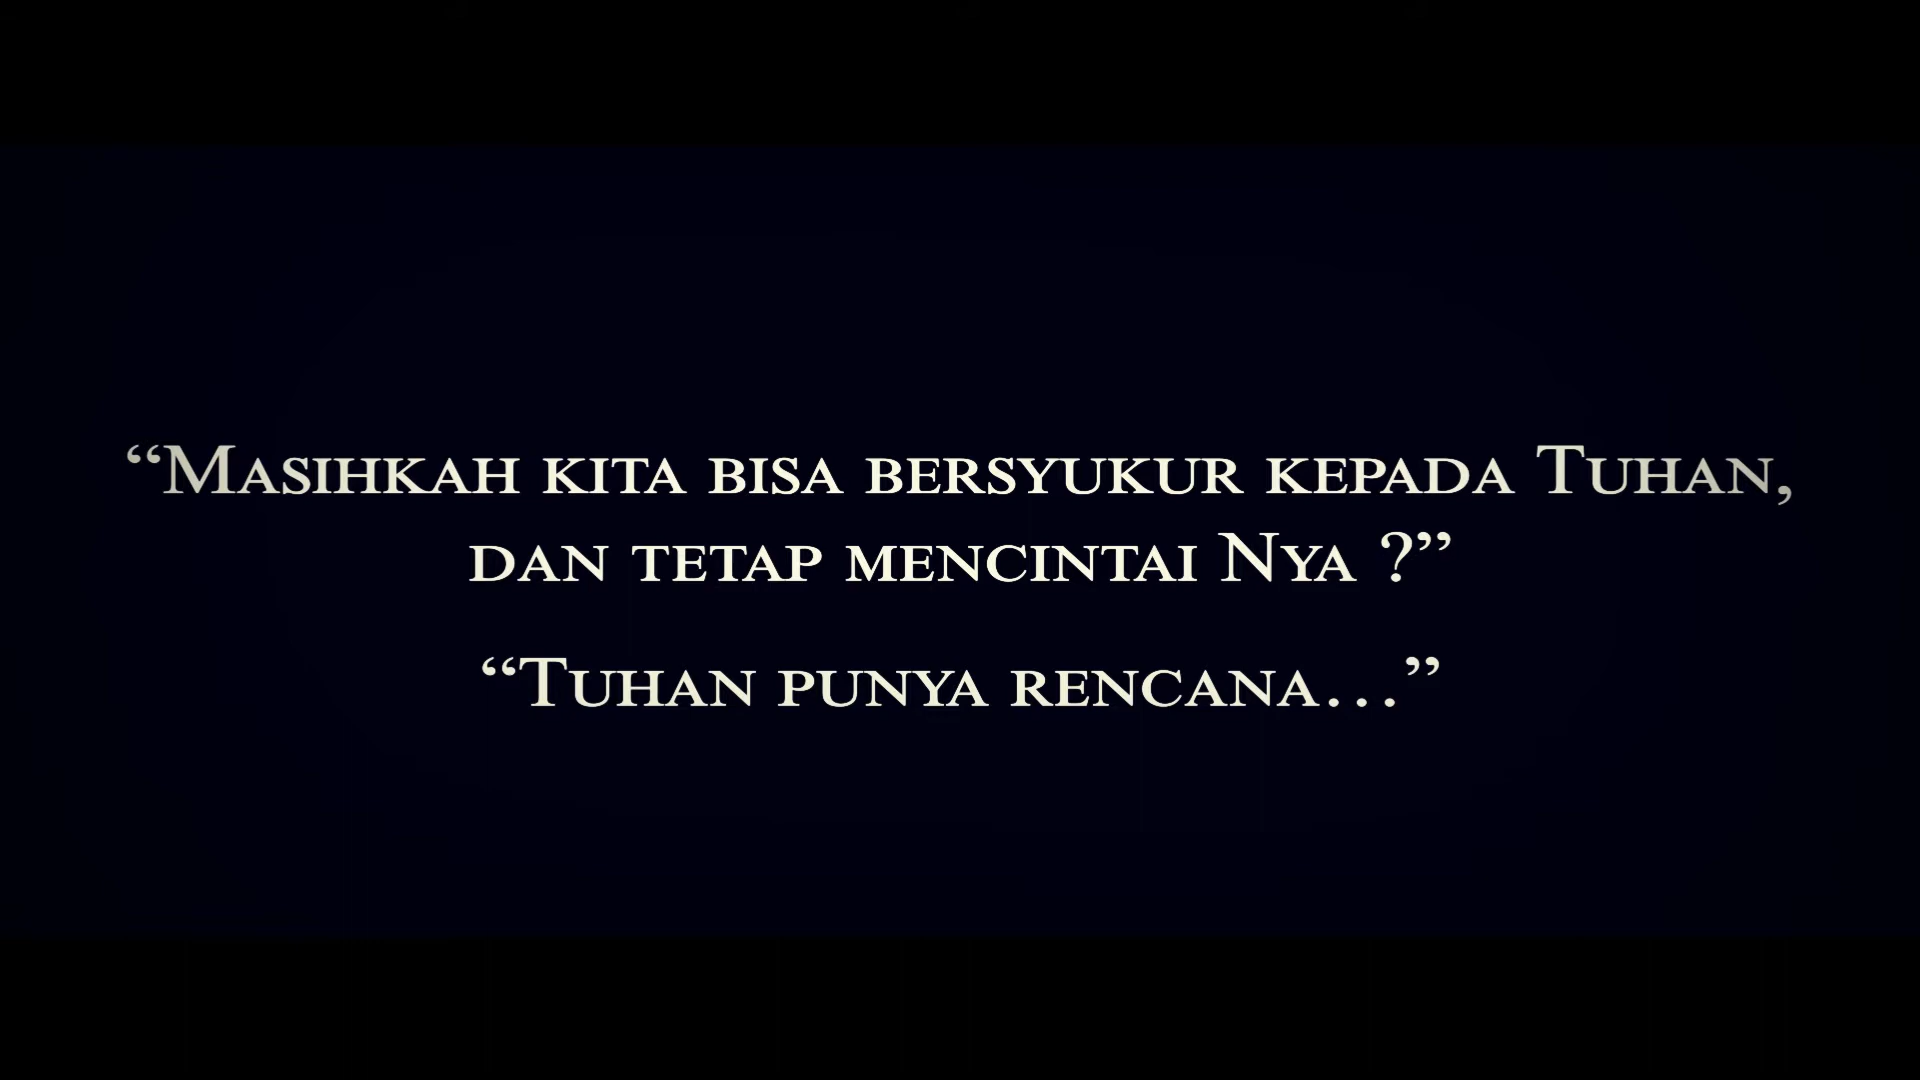 “Masihkah kita bisa bersyukur kepada Tuhan,
dan tetap mencintai Nya ?”
“Tuhan punya rencana…”